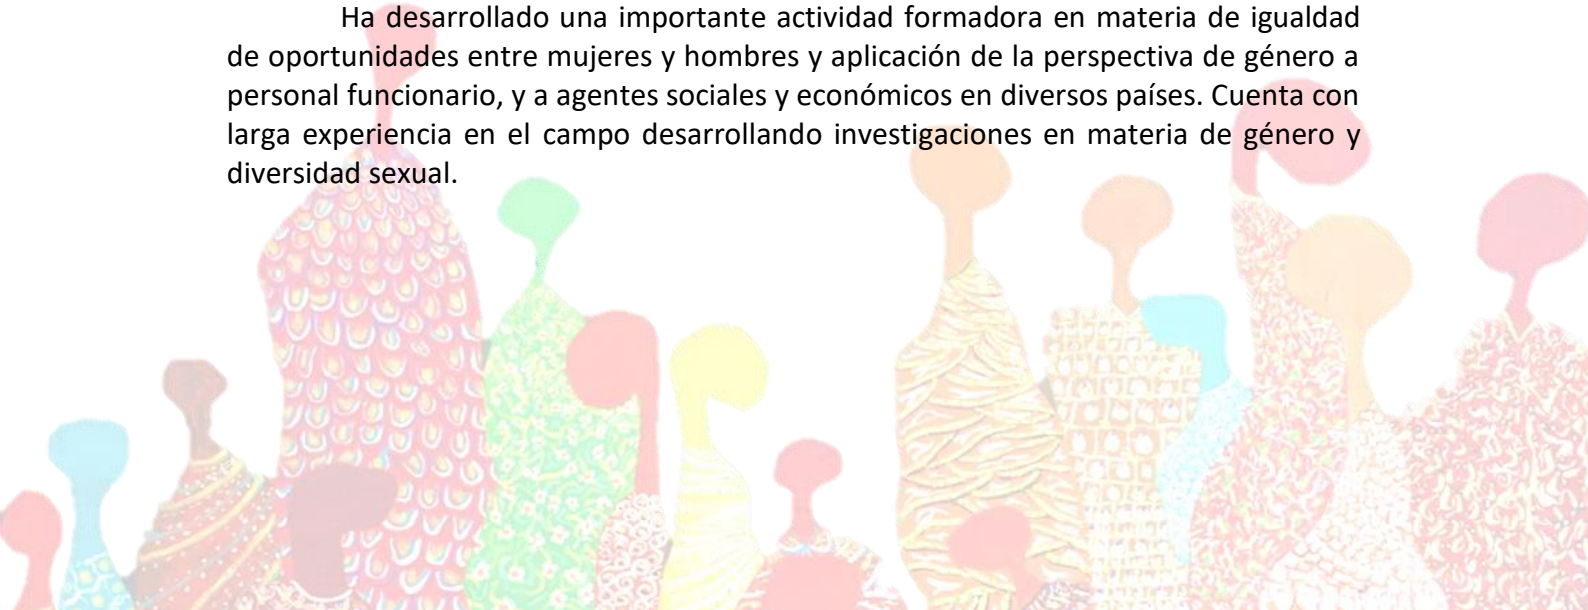 Ha desarrollado una importante actividad formadora en materia de igualdad
de oportunidades entre mujeres y hombres y aplicación de la perspectiva de género a
personal funcionario, y a agentes sociales y económicos en diversos países. Cuenta con
larga experiencia en el campo desarrollando investigaciones en materia de género y
diversidad sexual.